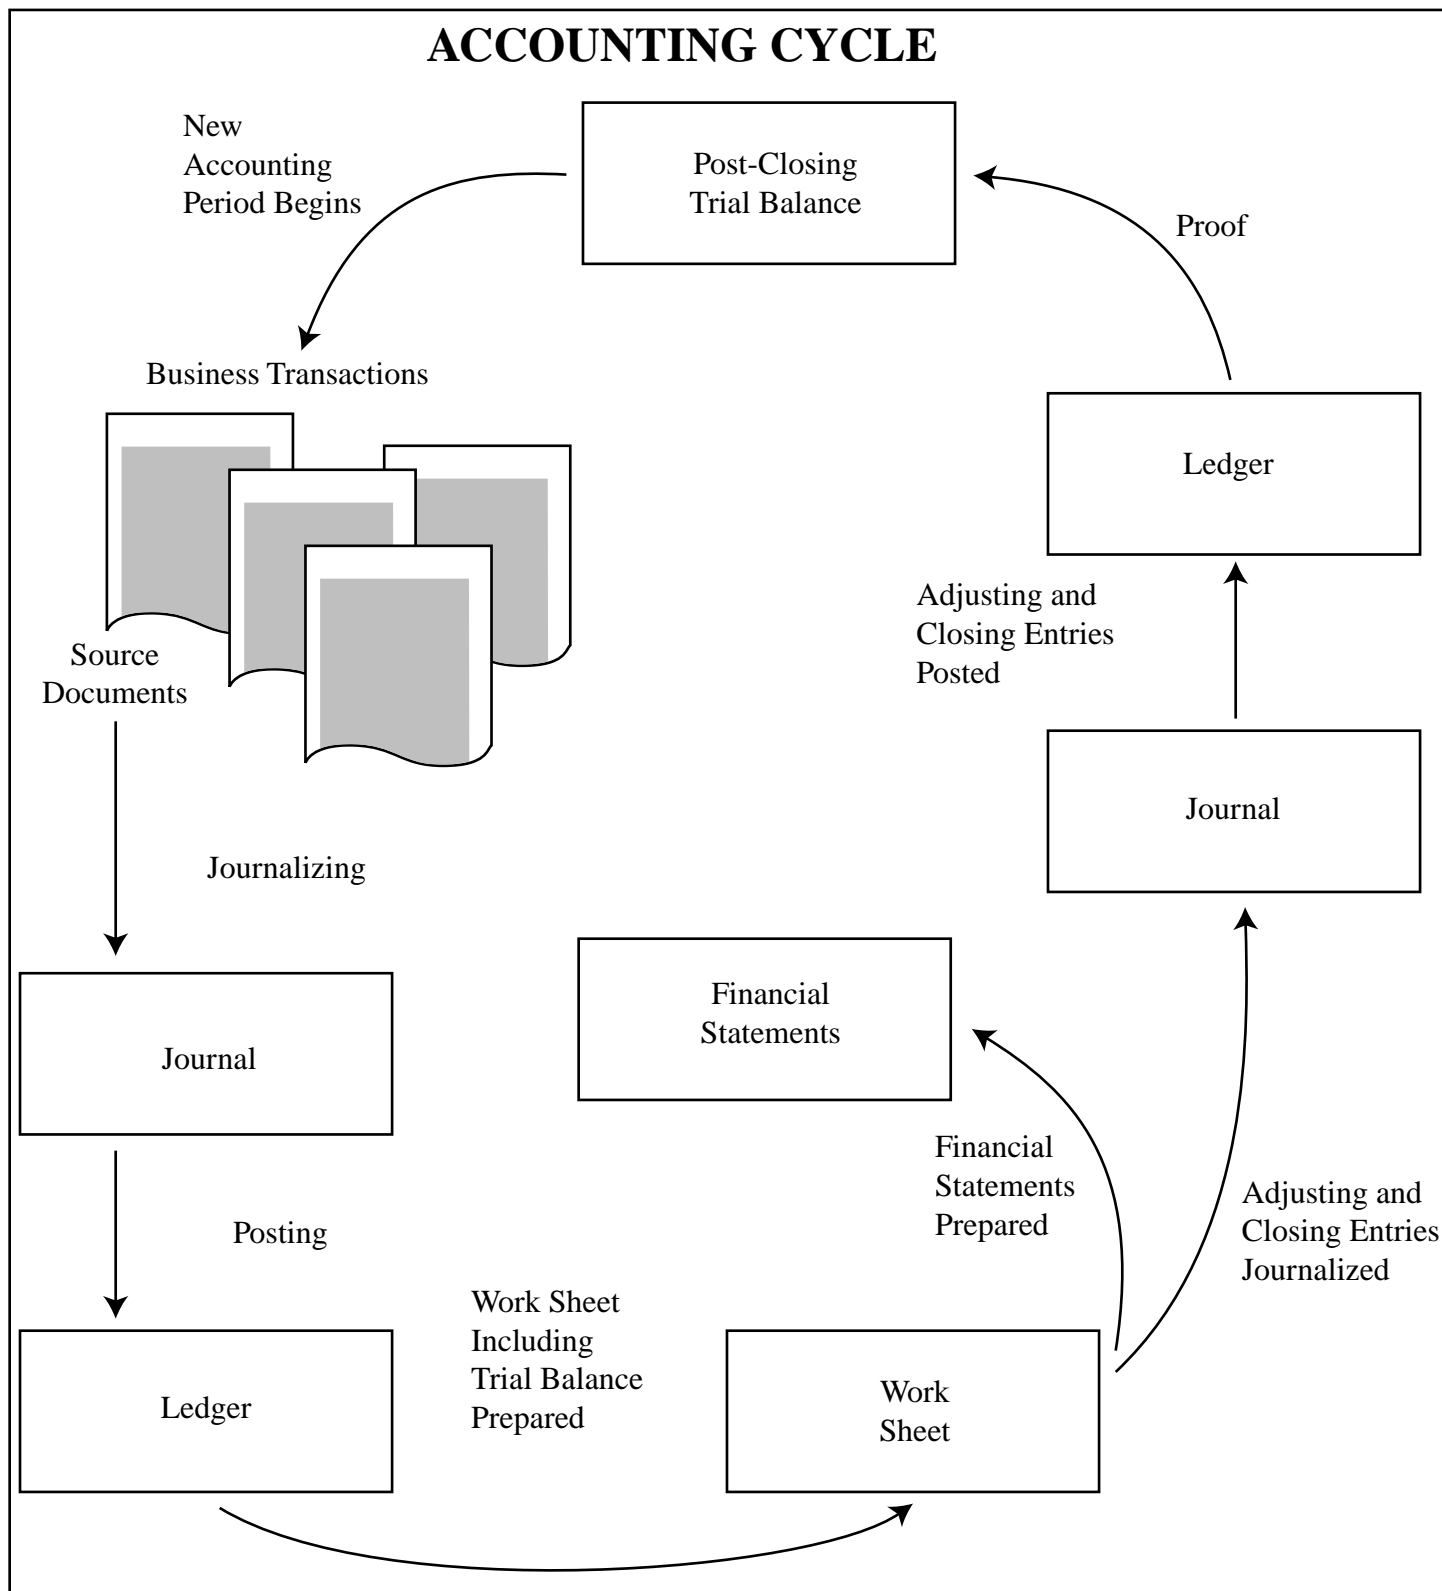 ACCOUNTING CYCLE
New
Accounting
Period Begins
Post-Closing
Trial Balance
Proof
Business Transactions
Ledger
Source
Documents
Adjusting and
Closing Entries
Posted
Journal
Journalizing
Financial
Statements
Journal
Financial
Statements
Prepared
Adjusting and
Closing Entries
Journalized
Posting
Work Sheet
Including
Trial Balance
Prepared
Ledger
Work
Sheet